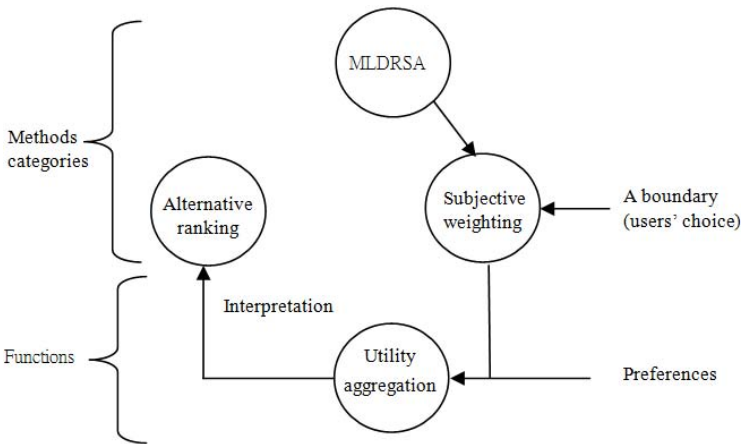 MLDRSA
Methods
categories
Alternative
ranking
Subjective
weighting
A boundary
(users' choice)
Interpretation
Functions
Utility
aggregation
Preferences